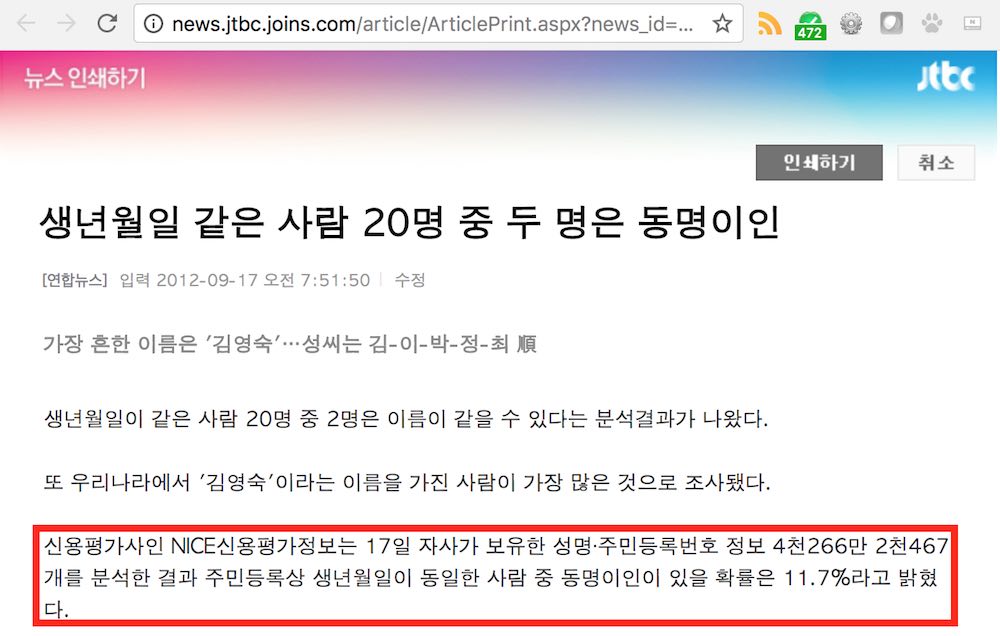 news.jtbc.joins.com/article/ArticlePrint.aspx?news_id=...
472
N
뉴스 인쇄하기
jtbc
인쇄하기
취소
생년월일 같은 사람 20명 중 두 명은 동명이인
[연합뉴스] 입력 2012-09-17 오전 7:51:50 | 수정
가장 흔한 이름은 '김영숙'…성씨는 김-이-박-정-최 順
생년월일이 같은 사람 20명 중 2명은 이름이 같을 수 있다는 분석결과가 나왔다.
또 우리나라에서 '김영숙'이라는 이름을 가진 사람이 가장 많은 것으로 조사됐다.
신용평가사인 NICE신용평가정보는 17일 자사가 보유한 성명·주민등록번호 정보 4천266만 2천467
개를 분석한 결과 주민등록상 생년월일이 동일한 사람 중 동명이인이 있을 확률은 11.7%라고 밝혔
다.